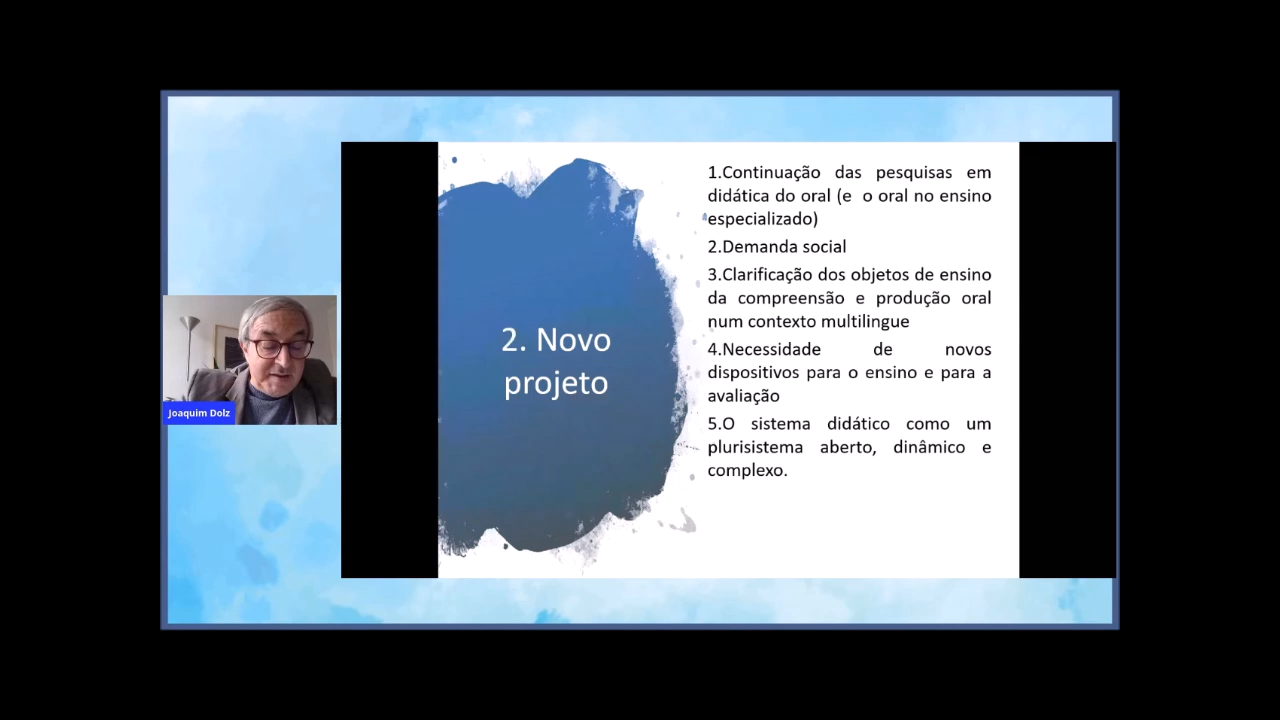 2. Novo
projeto
1.Continuação das pesquisas em
didática do oral (e o oral no ensino
especializado)
2.Demanda social
3.Clarificação dos objetos de ensino
da compreensão e produção oral
num contexto multilingue
4.Necessidade de novos
dispositivos para o ensino e para a
avaliação
5.O sistema didático como um
plurisistema aberto, dinâmico e
complexo.
Joaquim Dolz